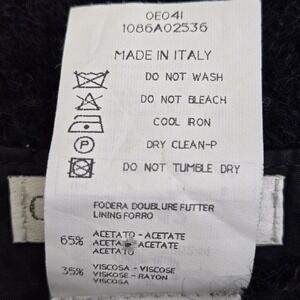 0E041
1086A02536
MADE IN ITALY
DO NOT WASH
DO NOT BLEACH
COOL IRON
P DRY CLEAN-P
DO NOT TUMBLE DRY
FODERA DOUBLURE FUTTER
LINING FORRO
65% ACETATO - ACETATE
ACETATO - ACETATE
ACETATO
35% VISCOSA - VISCOSE
VISKOSE - RAYON
VISCOSA